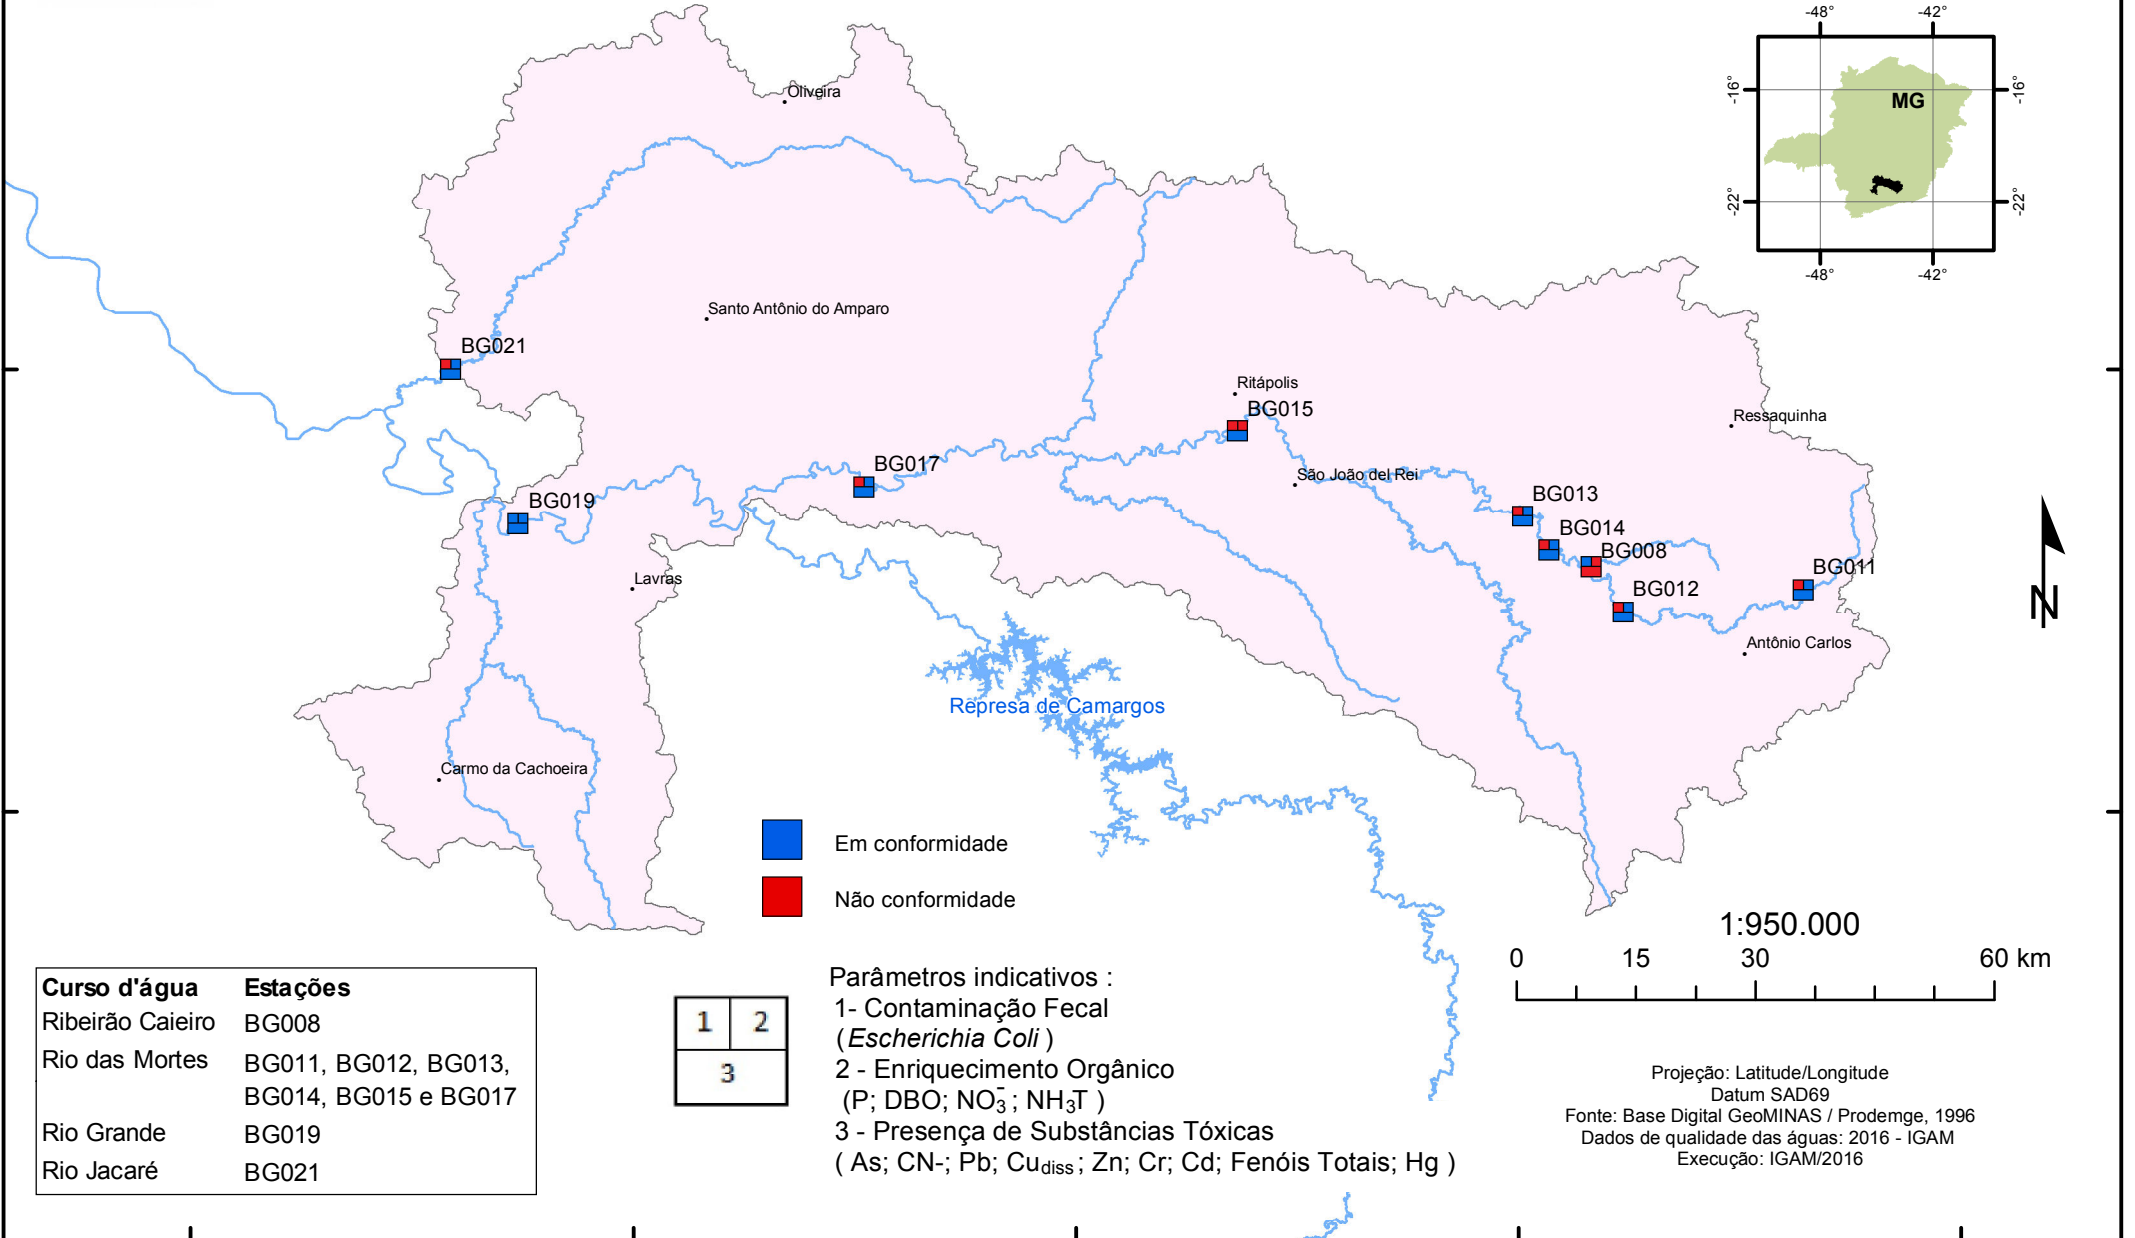 -48°
-42°
-16°
-16°
MG
-22°
-22°
-48°
-42°
Oliveira
Santo Antônio do Amparo
BG021
Ritápolis
BG015
Ressaquinha
BG017
São João del Rei
BG019
BG013
BG014
BG008
BG011
BG012
Lavras
Antônio Carlos
N
Represa de Camargos
Carmo da Cachoeira
Em conformidade
Não conformidade
1:950.000
0 15 30 60 km
Curso d'água Estações
Ribeirão Caieiro BG008
Rio das Mortes BG011, BG012, BG013,
BG014, BG015 e BG017
Rio Grande BG019
Rio Jacaré BG021
1 2
3
Parâmetros indicativos :
1- Contaminação Fecal
(Escherichia Coli )
2 - Enriquecimento Orgânico
(P; DBO; NO₃⁻; NH₃T )
3 - Presença de Substâncias Tóxicas
( As; CN-; Pb; Cu diss ; Zn; Cr; Cd; Fenóis Totais; Hg )
Projeção: Latitude/Longitude
Datum SAD69
Fonte: Base Digital GeoMINAS / Prodemge, 1996
Dados de qualidade das águas: 2016 - IGAM
Execução: IGAM/2016